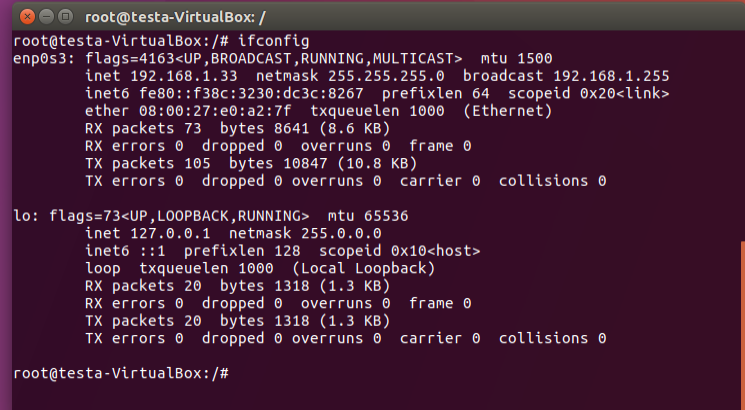 root@testa-VirtualBox: /
root@testa-VirtualBox:/# ifconfig
enp0s3: flags=4163<UP,BROADCAST,RUNNING,MULTICAST>  mtu 1500
        inet 192.168.1.33  netmask 255.255.255.0  broadcast 192.168.1.255
        inet6 fe80::f38c:3230:dc3c:8267  prefixlen 64  scopeid 0x20<link>
        ether 08:00:27:e0:a2:7f  txqueuelen 1000  (Ethernet)
        RX packets 73  bytes 8641 (8.6 KB)
        RX errors 0  dropped 0  overruns 0  frame 0
        TX packets 105  bytes 10847 (10.8 KB)
        TX errors 0  dropped 0 overruns 0  carrier 0  collisions 0

lo: flags=73<UP,LOOPBACK,RUNNING>  mtu 65536
        inet 127.0.0.1  netmask 255.0.0.0
        inet6 ::1  prefixlen 128  scopeid 0x10<host>
        loop  txqueuelen 1000  (Local Loopback)
        RX packets 20  bytes 1318 (1.3 KB)
        RX errors 0  dropped 0  overruns 0  frame 0
        TX packets 20  bytes 1318 (1.3 KB)
        TX errors 0  dropped 0 overruns 0  carrier 0  collisions 0

root@testa-VirtualBox:/#